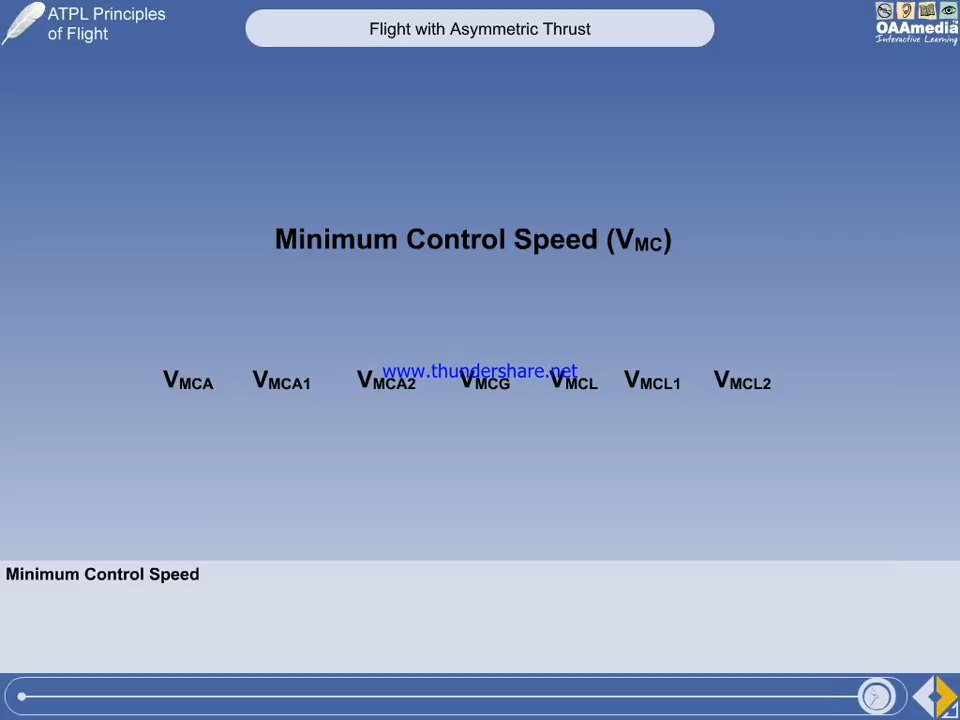 ATPL Principles
of Flight
Flight with Asymmetric Thrust
OAAmedia
Interactive Learning
Minimum Control Speed (VMC)
www.thundershare.net
VMCA VMCA1 VMCA2 VMCG VMCL VMCL1 VMCL2
Minimum Control Speed